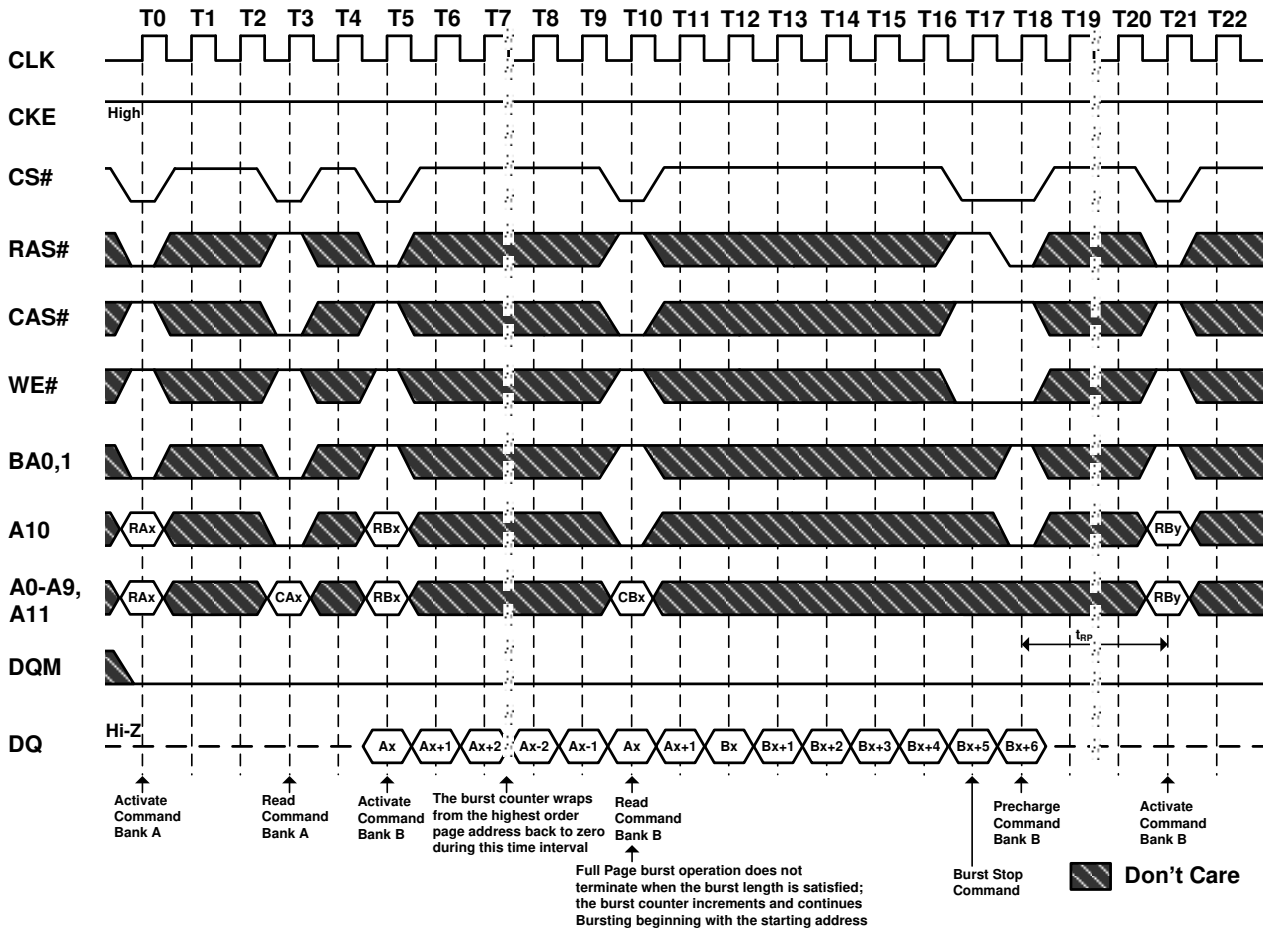 T0 T1 T2 T3 T4 T5 T6 T7 T8 T9 T10 T11 T12 T13 T14 T15 T16 T17 T18 T19 T20 T21 T22
CLK
CKE
High
CS#
RAS#
CAS#
WE#
BA0,1
A10
RAx RBx RBy
A0-A9,
A11
RAx CAx RBx CBx RBy
tRP
DQM
DQ
Hi-Z
Ax Ax+1 Ax+2 Ax-2 Ax-1 Ax Ax+1 Bx Bx+1 Bx+2 Bx+3 Bx+4 Bx+5 Bx+6
Activate
Command
Bank A
Read
Command
Bank A
Activate
Command
Bank B
The burst counter wraps
from the highest order
page address back to zero
during this time interval
Read
Command
Bank B
Full Page burst operation does not
terminate when the burst length is satisfied;
the burst counter increments and continues
Bursting beginning with the starting address
Burst Stop
Command
Precharge
Command
Bank B
Activate
Command
Bank B
Don't Care